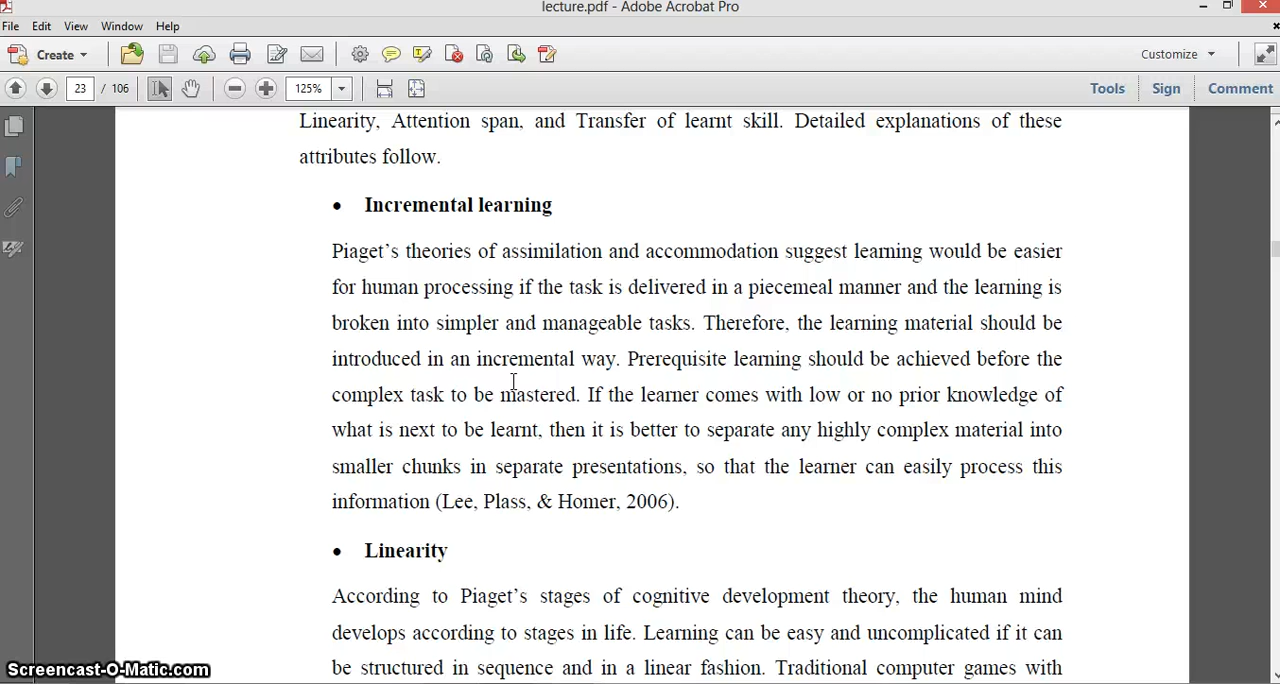 lecture.pdf - Adobe Acrobat Pro
File Edit View Window Help
Create Customize
23 / 106 125% Tools Sign Comment
Linearity, Attention span, and Transfer of learnt skill. Detailed explanations of these
attributes follow.
• Incremental learning
Piaget’s theories of assimilation and accommodation suggest learning would be easier
for human processing if the task is delivered in a piecemeal manner and the learning is
broken into simpler and manageable tasks. Therefore, the learning material should be
introduced in an incremental way. Prerequisite learning should be achieved before the
complex task to be mastered. If the learner comes with low or no prior knowledge of
what is next to be learnt, then it is better to separate any highly complex material into
smaller chunks in separate presentations, so that the learner can easily process this
information (Lee, Plass, & Homer, 2006).
• Linearity
According to Piaget’s stages of cognitive development theory, the human mind
develops according to stages in life. Learning can be easy and uncomplicated if it can
be structured in sequence and in a linear fashion. Traditional computer games with
Screencast-O-Matic.com